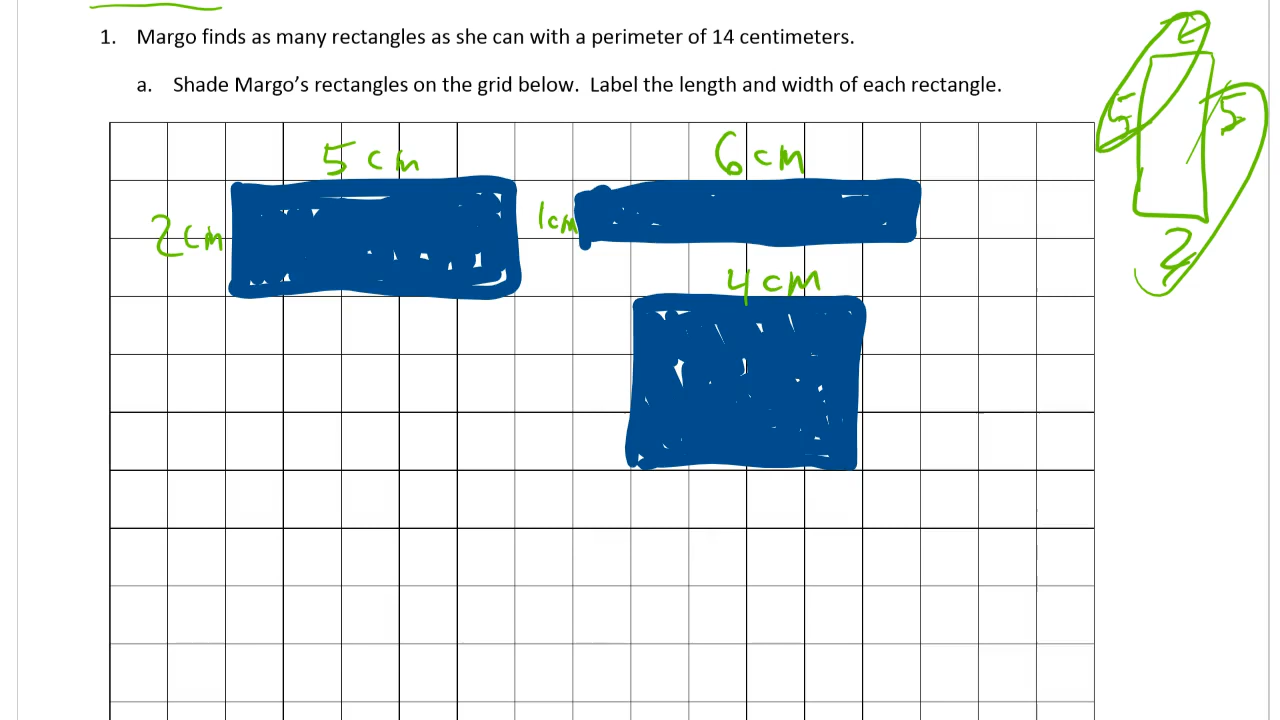 1. Margo finds as many rectangles as she can with a perimeter of 14 centimeters.
a. Shade Margo's rectangles on the grid below. Label the length and width of each rectangle.
2
5 5
2
5 cm
6 cm
2 cm
1cm
4 cm